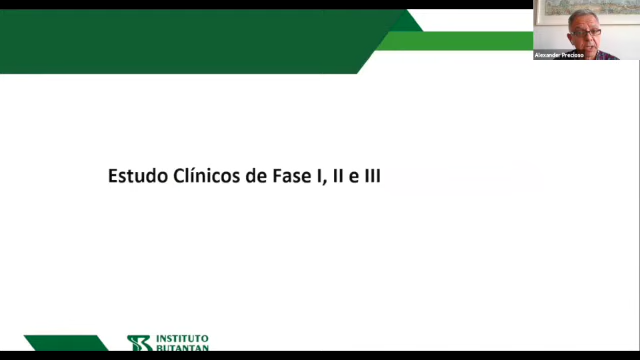 Alexander Precioso
Estudo Clínicos de Fase I, II e III
INSTITUTO
BUTANTAN